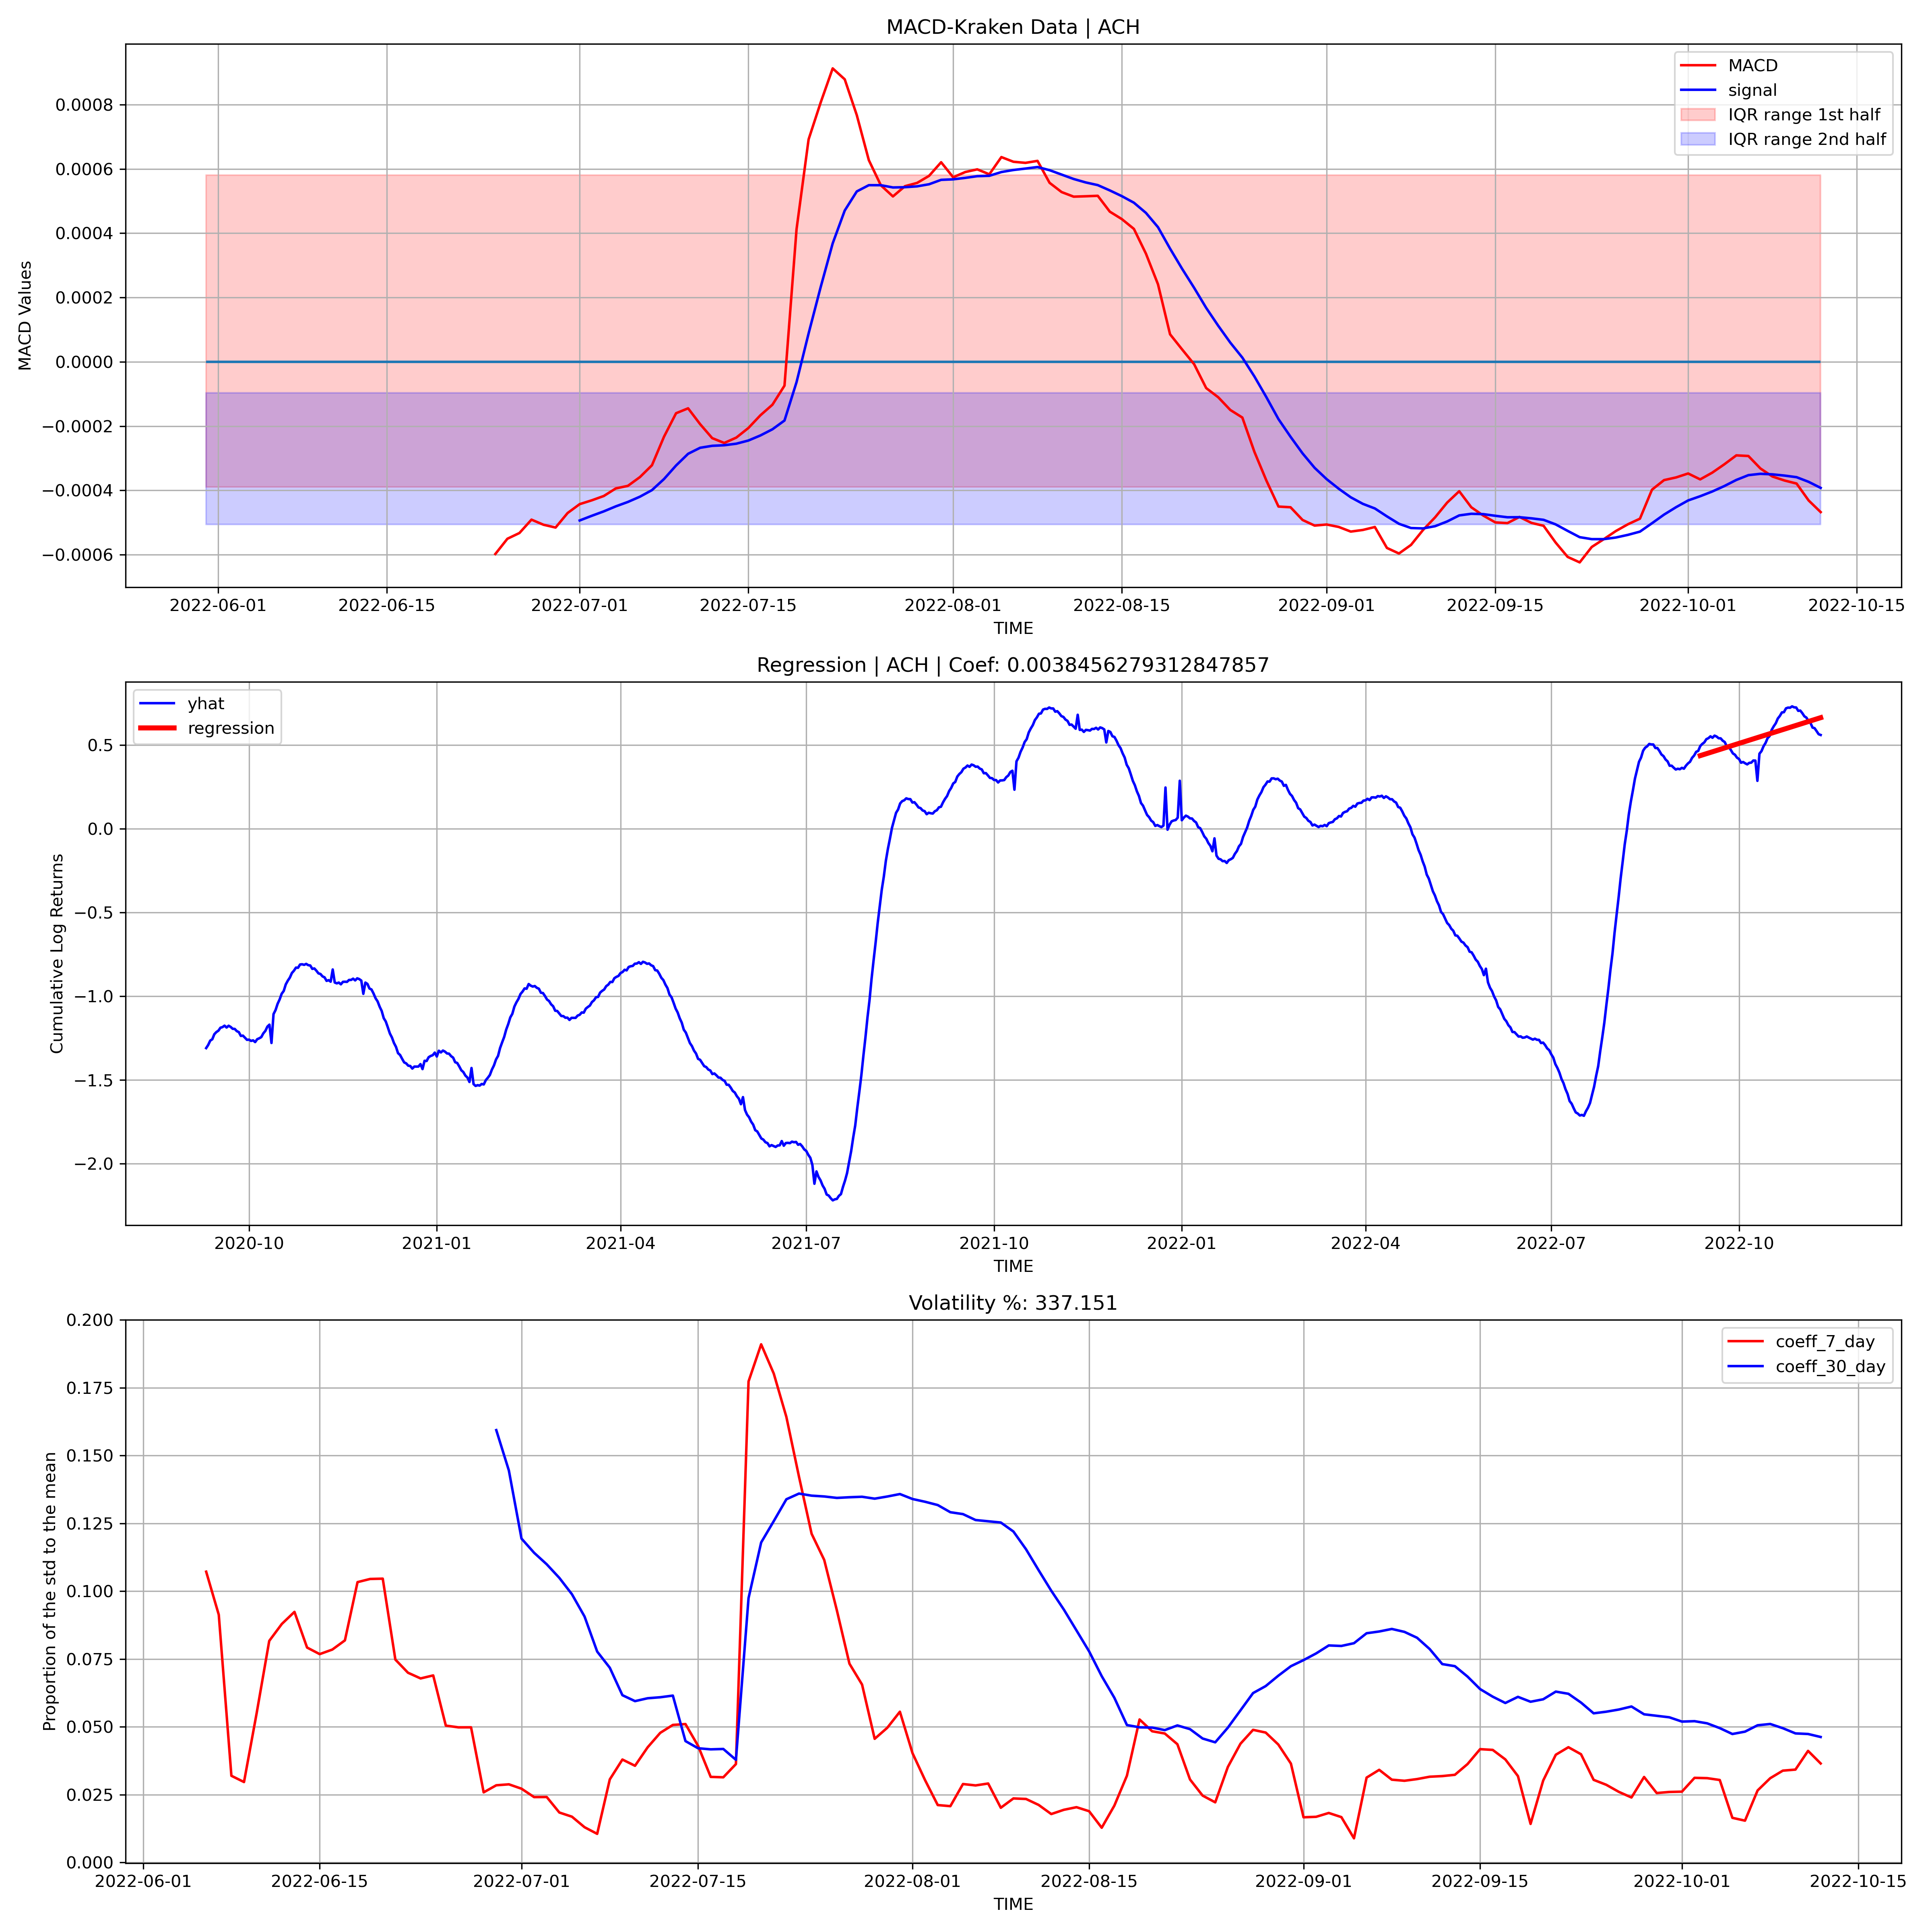 MACD-Kraken Data | ACH
MACD
signal
IQR range 1st half
IQR range 2nd half
MACD Values
0.0008
0.0006
0.0004
0.0002
0.0000
−0.0002
−0.0004
−0.0006
2022-06-01 2022-06-15 2022-07-01 2022-07-15 2022-08-01 2022-08-15 2022-09-01 2022-09-15 2022-10-01 2022-10-15
TIME
Regression | ACH | Coef: 0.0038456279312847857
yhat
regression
Cumulative Log Returns
0.5
0.0
−0.5
−1.0
−1.5
−2.0
2020-10 2021-01 2021-04 2021-07 2021-10 2022-01 2022-04 2022-07 2022-10
TIME
Volatility %: 337.151
coeff_7_day
coeff_30_day
Proportion of the std to the mean
0.200
0.175
0.150
0.125
0.100
0.075
0.050
0.025
0.000
2022-06-01 2022-06-15 2022-07-01 2022-07-15 2022-08-01 2022-08-15 2022-09-01 2022-09-15 2022-10-01 2022-10-15
TIME